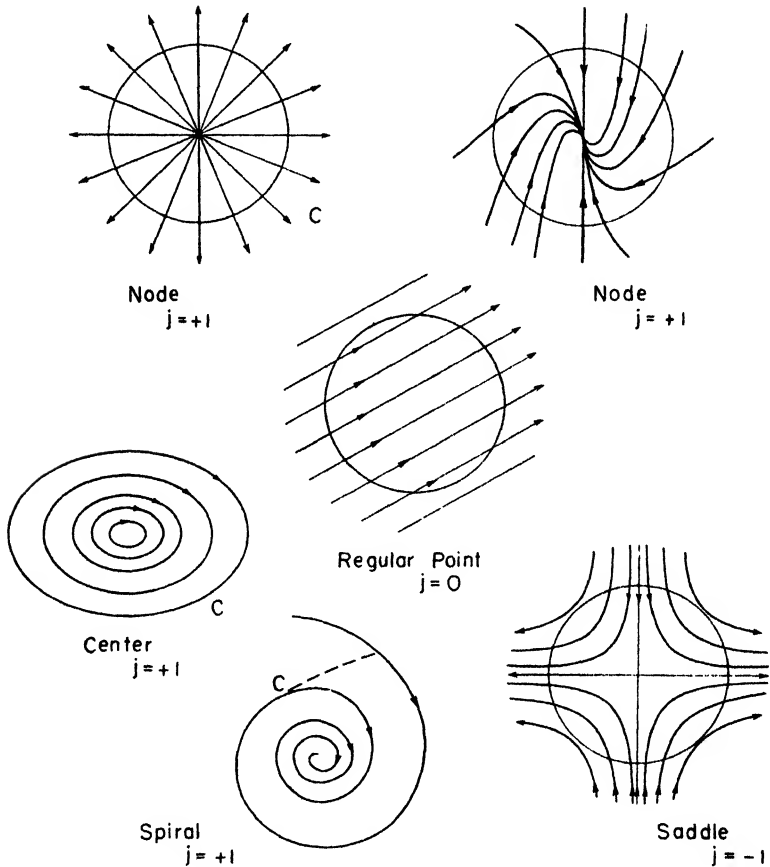 C
Node
j = +1
Node
j = +1
Regular Point
j = 0
C
Center
j = +1
C
Spiral
j = +1
Saddle
j = -1